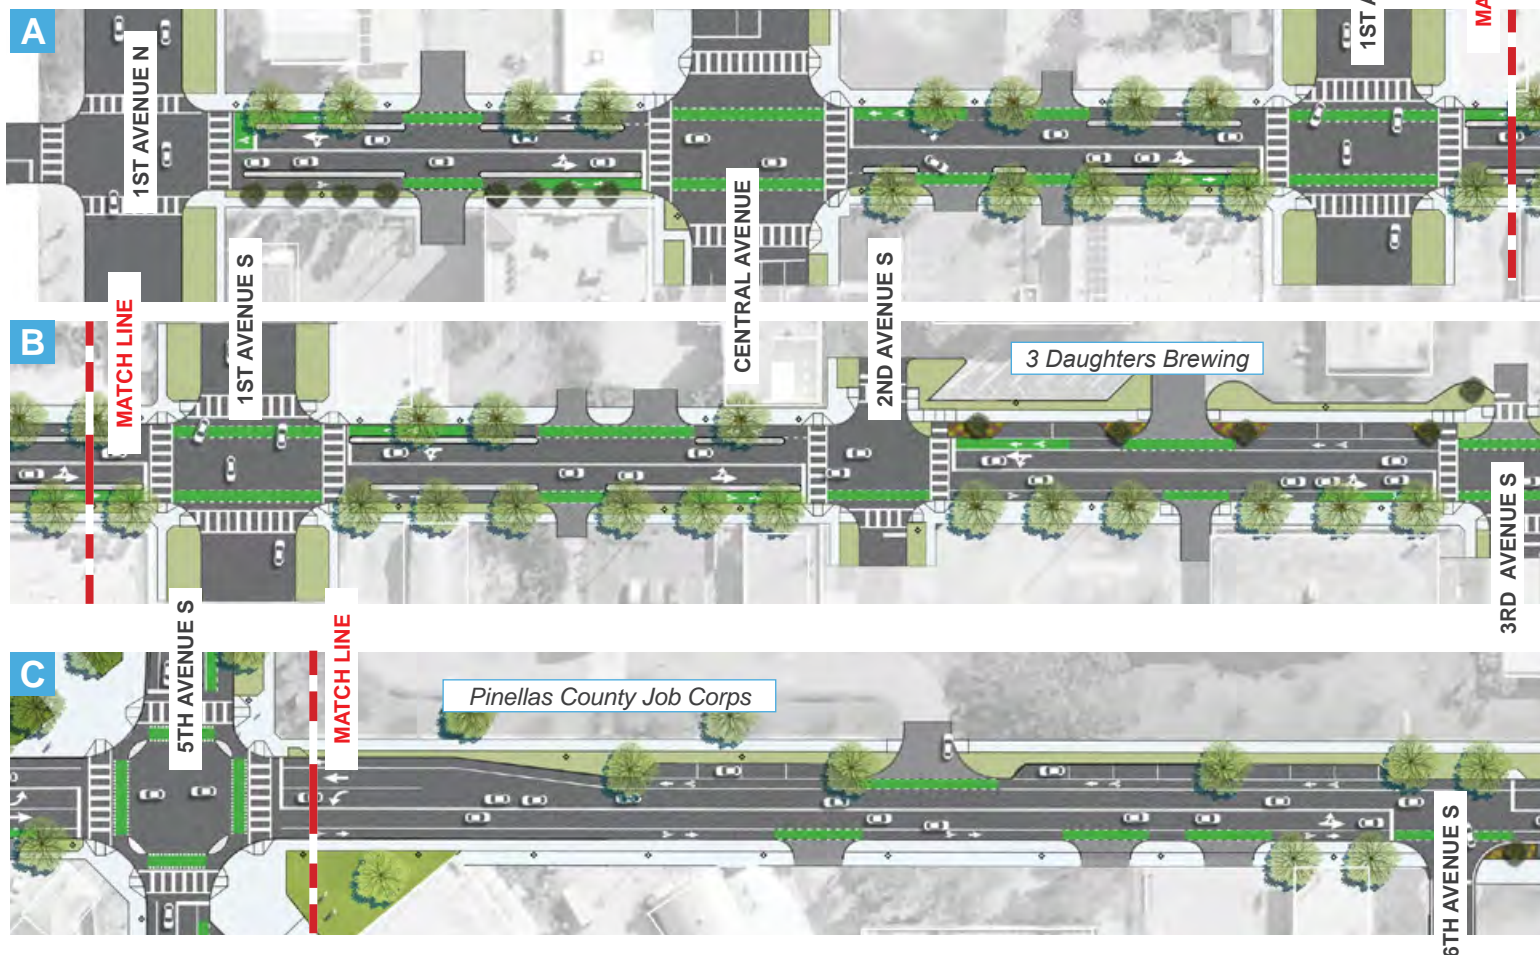 A
1ST AVENUE N
CENTRAL AVENUE
1ST A
MA
B
MATCH LINE
1ST AVENUE S
2ND AVENUE S
3 Daughters Brewing
3RD AVENUE S
C
5TH AVENUE S
MATCH LINE
Pinellas County Job Corps
6TH AVENUE S